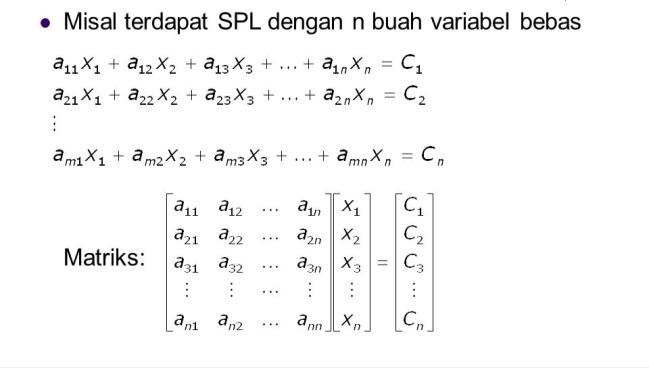 • Misal terdapat SPL dengan n buah variabel bebas
a₁₁x₁ + a₁₂x₂ + a₁₃x₃ + ... + a₁ₙxₙ = C₁
a₂₁x₁ + a₂₂x₂ + a₂₃x₃ + ... + a₂ₙxₙ = C₂
⋮
aₘ₁x₁ + aₘ₂x₂ + aₘ₃x₃ + ... + aₘₙxₙ = Cₙ
a₁₁ a₁₂ ... a₁ₙ x₁ C₁
a₂₁ a₂₂ ... a₂ₙ x₂ C₂
Matriks: a₃₁ a₃₂ ... a₃ₙ x₃ = C₃
⋮ ⋮ ... ⋮ ⋮ ⋮
aₙ₁ aₙ₂ ... aₙₙ xₙ Cₙ